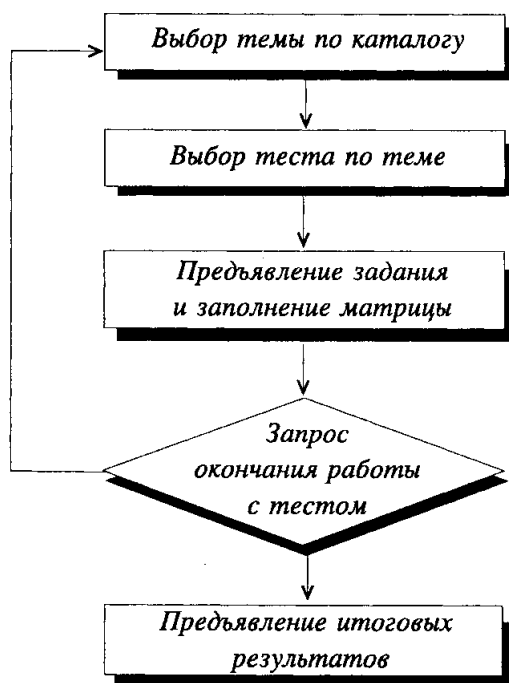 Выбор темы по каталогу
Выбор теста по теме
Предъявление задания
и заполнение матрицы
Запрос
окончания работы
с тестом
Предъявление итоговых
результатов